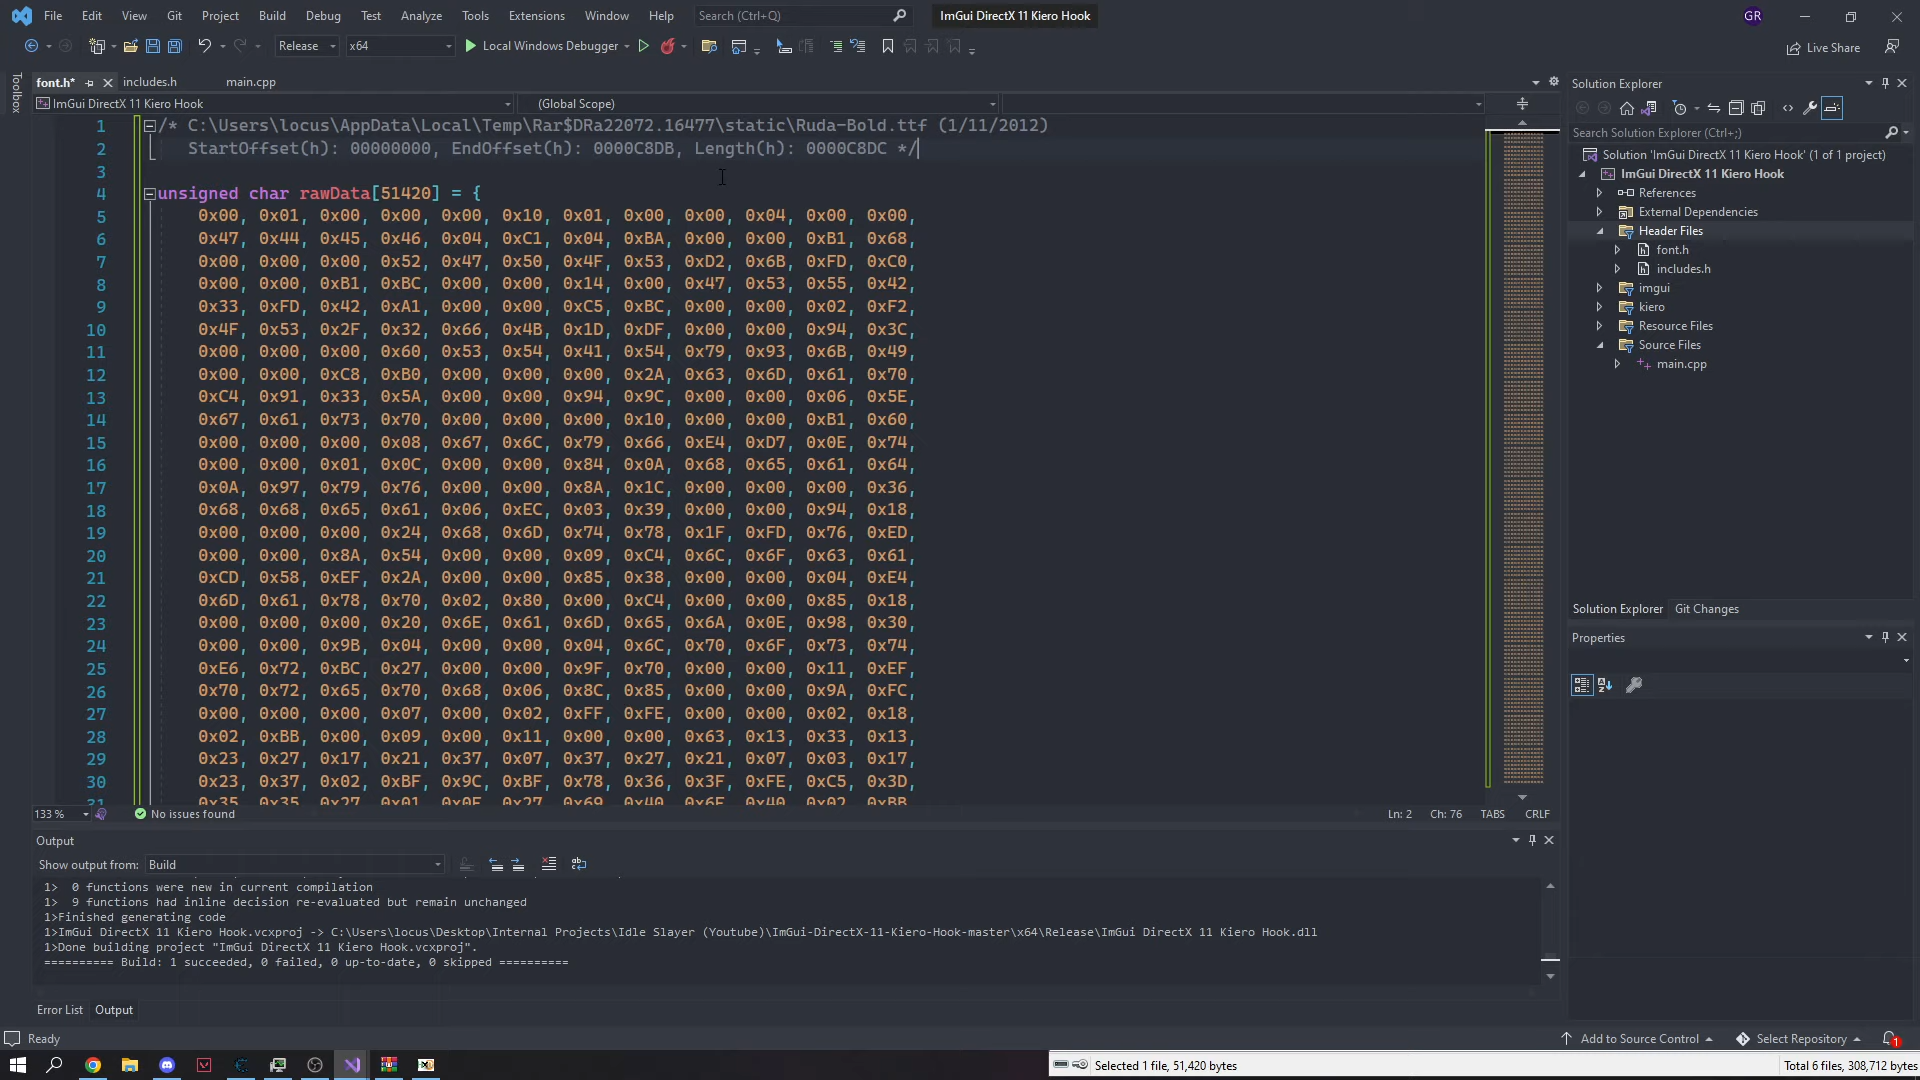 File Edit View Git Project Build Debug Test Analyze Tools Extensions Window Help Search (Ctrl+Q) ImGui DirectX 11 Kiero Hook GR
Release x64 Local Windows Debugger Live Share
Toolbox
font.h* includes.h main.cpp
ImGui DirectX 11 Kiero Hook (Global Scope)
1 /* C:\Users\locus\AppData\Local\Temp\Rar$DRa22072.16477\static\Ruda-Bold.ttf (1/11/2012)
2 StartOffset(h): 00000000, EndOffset(h): 0000C8DB, Length(h): 0000C8DC */
3
4 unsigned char rawData[51420] = {
5 0x00, 0x01, 0x00, 0x00, 0x00, 0x10, 0x01, 0x00, 0x00, 0x04, 0x00, 0x00,
6 0x47, 0x44, 0x45, 0x46, 0x04, 0xC1, 0x04, 0xBA, 0x00, 0x00, 0xB1, 0x68,
7 0x00, 0x00, 0x00, 0x52, 0x47, 0x50, 0x4F, 0x53, 0xD2, 0x6B, 0xFD, 0xC0,
8 0x00, 0x00, 0xB1, 0xBC, 0x00, 0x00, 0x14, 0x00, 0x47, 0x53, 0x55, 0x42,
9 0x33, 0xFD, 0x42, 0xA1, 0x00, 0x00, 0xC5, 0xBC, 0x00, 0x00, 0x02, 0xF2,
10 0x4F, 0x53, 0x2F, 0x32, 0x66, 0x4B, 0x1D, 0xDF, 0x00, 0x00, 0x94, 0x3C,
11 0x00, 0x00, 0x00, 0x60, 0x53, 0x54, 0x41, 0x54, 0x79, 0x93, 0x6B, 0x49,
12 0x00, 0x00, 0xC8, 0xB0, 0x00, 0x00, 0x00, 0x2A, 0x63, 0x6D, 0x61, 0x70,
13 0xC4, 0x91, 0x33, 0x5A, 0x00, 0x00, 0x94, 0x9C, 0x00, 0x00, 0x06, 0x5E,
14 0x67, 0x61, 0x73, 0x70, 0x00, 0x00, 0x00, 0x10, 0x00, 0x00, 0xB1, 0x60,
15 0x00, 0x00, 0x00, 0x08, 0x67, 0x6C, 0x79, 0x66, 0xE4, 0xD7, 0x0E, 0x74,
16 0x00, 0x00, 0x01, 0x0C, 0x00, 0x00, 0x84, 0x0A, 0x68, 0x65, 0x61, 0x64,
17 0x0A, 0x97, 0x79, 0x76, 0x00, 0x00, 0x8A, 0x1C, 0x00, 0x00, 0x00, 0x36,
18 0x68, 0x68, 0x65, 0x61, 0x06, 0xEC, 0x03, 0x39, 0x00, 0x00, 0x94, 0x18,
19 0x00, 0x00, 0x00, 0x24, 0x68, 0x6D, 0x74, 0x78, 0x1F, 0xFD, 0x76, 0xED,
20 0x00, 0x00, 0x8A, 0x54, 0x00, 0x00, 0x09, 0xC4, 0x6C, 0x6F, 0x63, 0x61,
21 0xCD, 0x58, 0xEF, 0x2A, 0x00, 0x00, 0x85, 0x38, 0x00, 0x00, 0x04, 0xE4,
22 0x6D, 0x61, 0x78, 0x70, 0x02, 0x80, 0x00, 0xC4, 0x00, 0x00, 0x85, 0x18,
23 0x00, 0x00, 0x00, 0x20, 0x6E, 0x61, 0x6D, 0x65, 0x6A, 0x0E, 0x98, 0x30,
24 0x00, 0x00, 0x9B, 0x04, 0x00, 0x00, 0x04, 0x6C, 0x70, 0x6F, 0x73, 0x74,
25 0xE6, 0x72, 0xBC, 0x27, 0x00, 0x00, 0x9F, 0x70, 0x00, 0x00, 0x11, 0xEF,
26 0x70, 0x72, 0x65, 0x70, 0x68, 0x06, 0x8C, 0x85, 0x00, 0x00, 0x9A, 0xFC,
27 0x00, 0x00, 0x00, 0x07, 0x00, 0x02, 0xFF, 0xFE, 0x00, 0x00, 0x02, 0x18,
28 0x02, 0xBB, 0x00, 0x09, 0x00, 0x11, 0x00, 0x00, 0x63, 0x13, 0x33, 0x13,
29 0x23, 0x27, 0x17, 0x21, 0x37, 0x07, 0x37, 0x27, 0x21, 0x07, 0x03, 0x17,
30 0x23, 0x37, 0x02, 0xBF, 0x9C, 0xBF, 0x78, 0x36, 0x3F, 0xFE, 0xC5, 0x3D,
31 0x35, 0x35, 0x27, 0x01, 0x0E, 0x27, 0x69, 0x40, 0x6E, 0x40, 0x02, 0xBB,
133 % No issues found Ln: 2 Ch: 76 TABS CRLF
Output
Show output from: Build
1> 0 functions were new in current compilation
1> 9 functions had inline decision re-evaluated but remain unchanged
1>Finished generating code
1>ImGui DirectX 11 Kiero Hook.vcxproj -> C:\Users\locus\Desktop\Internal Projects\Idle Slayer (Youtube)\ImGui-DirectX-11-Kiero-Hook-master\x64\Release\ImGui DirectX 11 Kiero Hook.dll
1>Done building project "ImGui DirectX 11 Kiero Hook.vcxproj".
========== Build: 1 succeeded, 0 failed, 0 up-to-date, 0 skipped ==========
Error List Output
Solution Explorer
Search Solution Explorer (Ctrl+;)
Solution 'ImGui DirectX 11 Kiero Hook' (1 of 1 project)
ImGui DirectX 11 Kiero Hook
References
External Dependencies
Header Files
font.h
includes.h
imgui
kiero
Resource Files
Source Files
main.cpp
Solution Explorer Git Changes
Properties
Ready Add to Source Control Select Repository 1
Selected 1 file, 51,420 bytes Total 6 files, 308,712 bytes